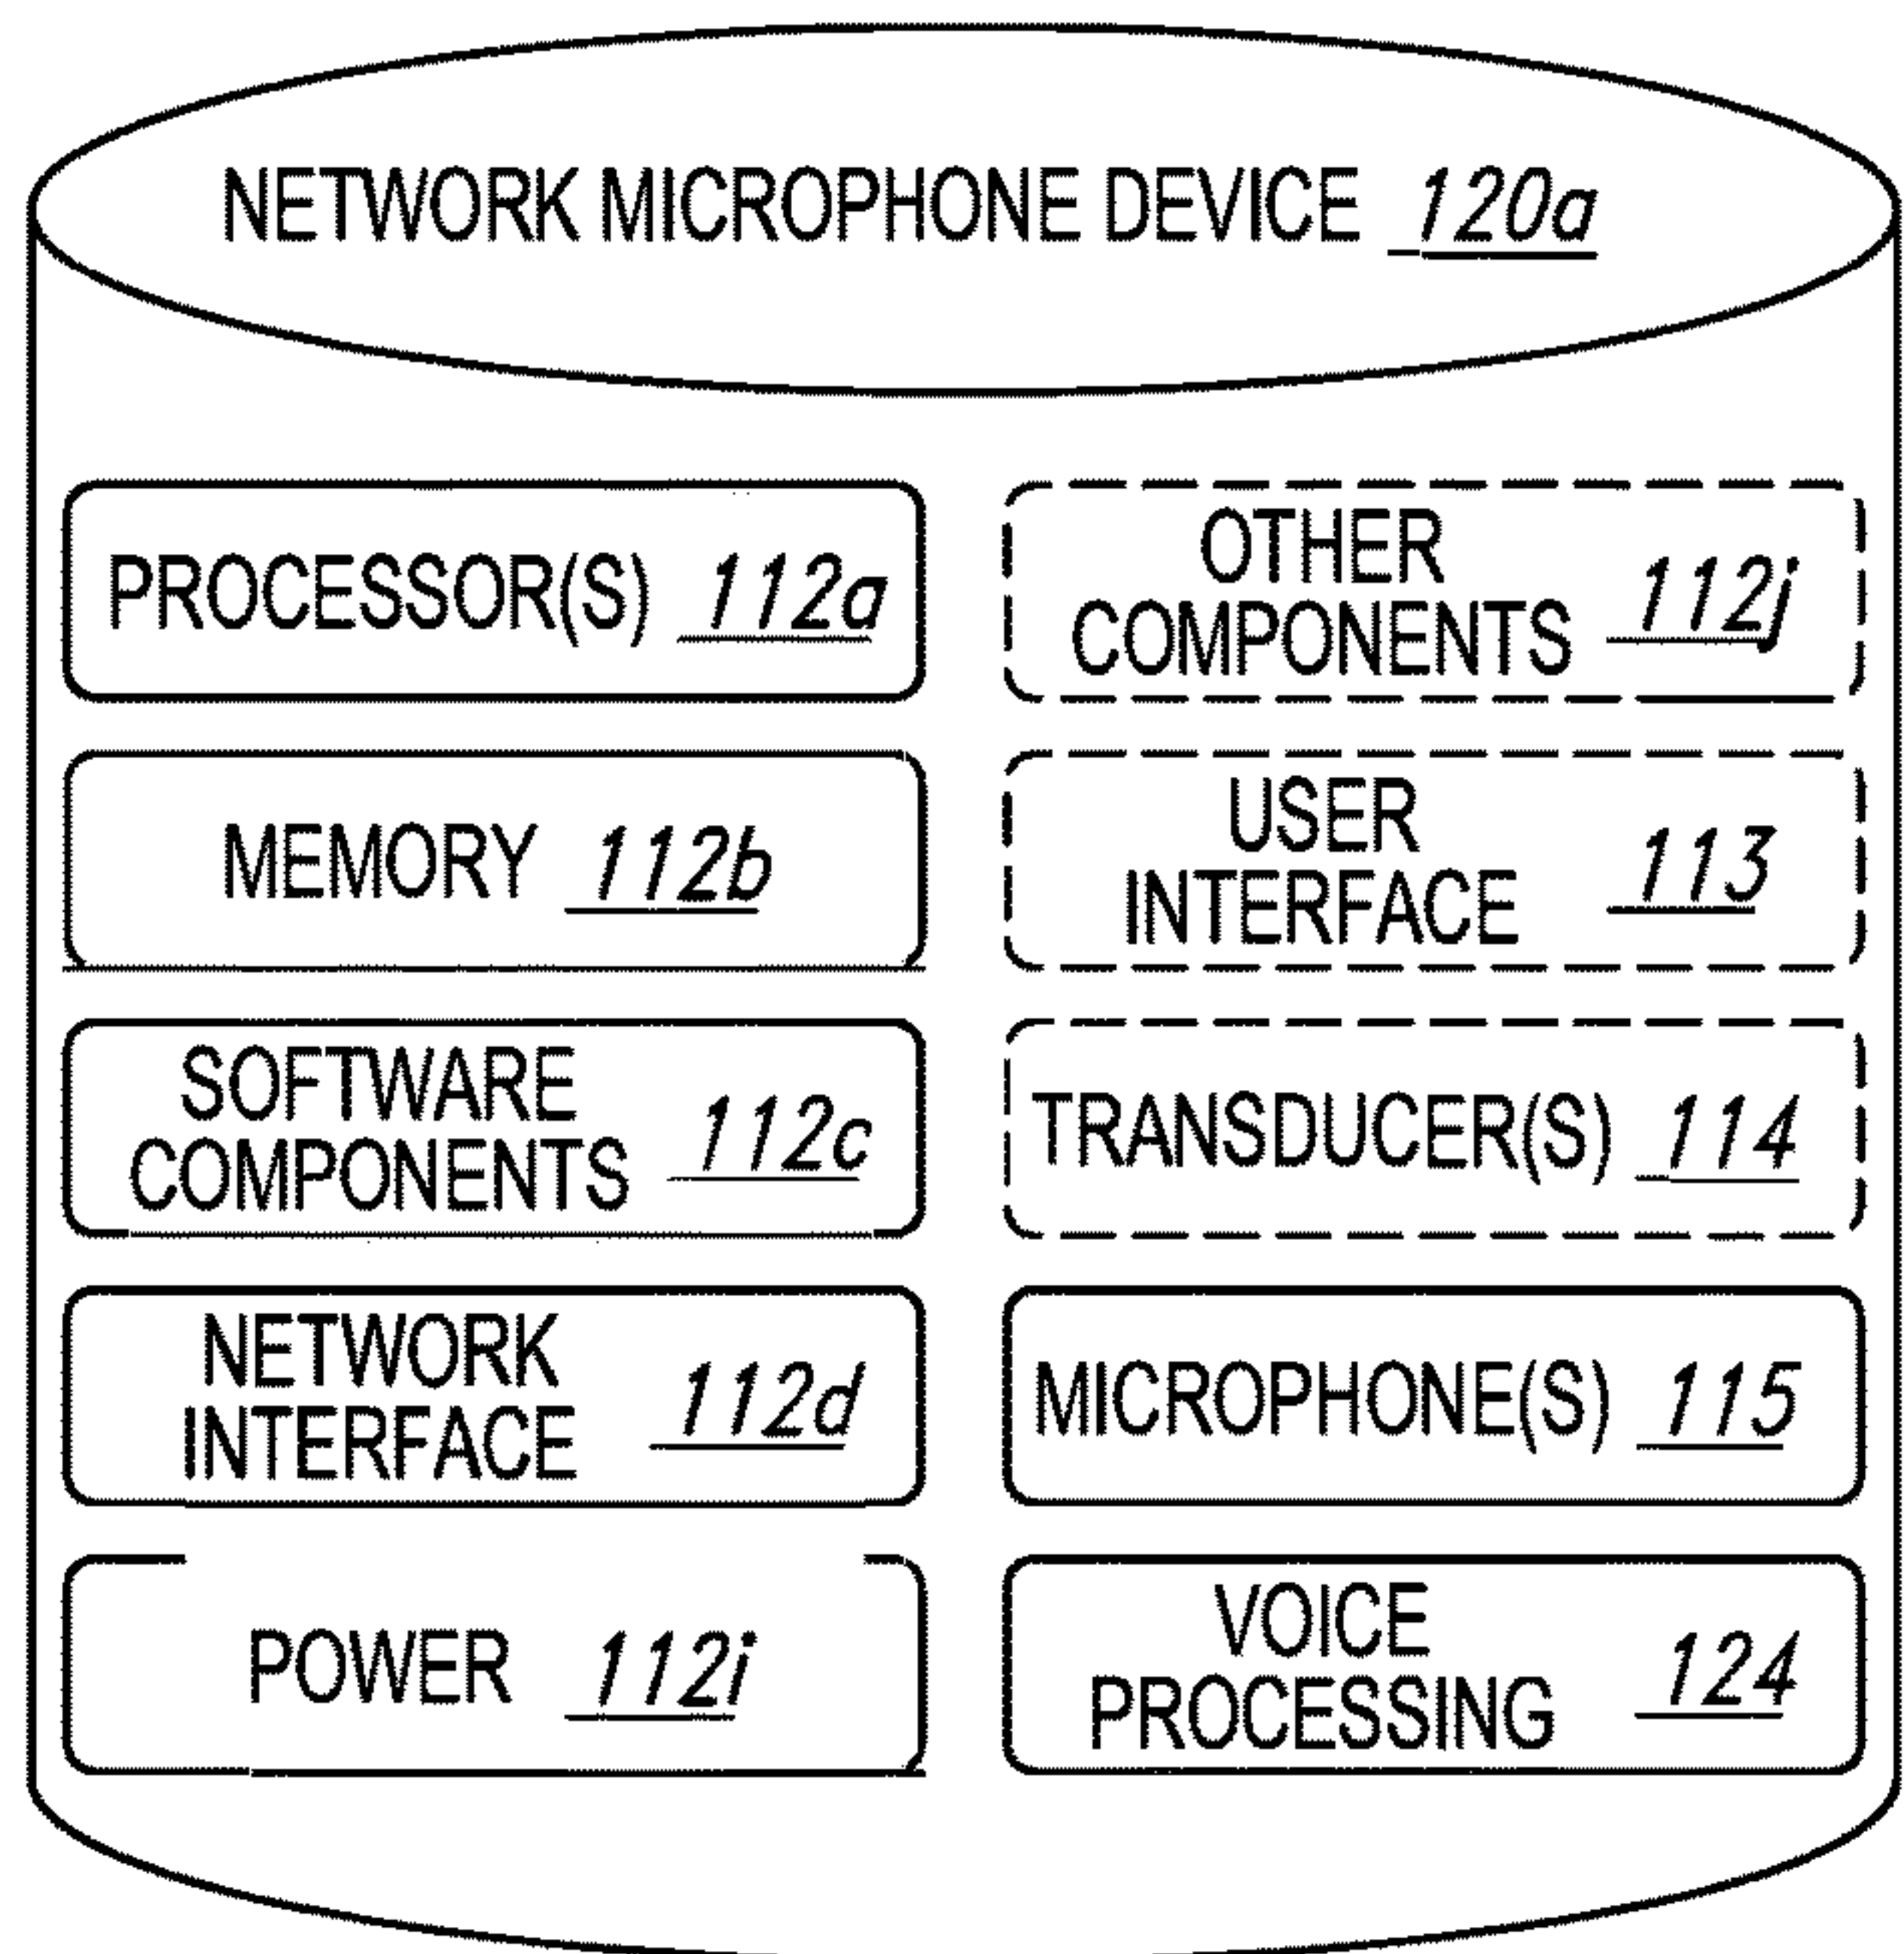 NETWORK MICROPHONE DEVICE 120a
PROCESSOR(S) 112a
MEMORY 112b
SOFTWARE
COMPONENTS 112c
NETWORK
INTERFACE 112d
POWER 112i
OTHER
COMPONENTS 112j
USER
INTERFACE 113
TRANSDUCER(S) 114
MICROPHONE(S) 115
VOICE
PROCESSING 124